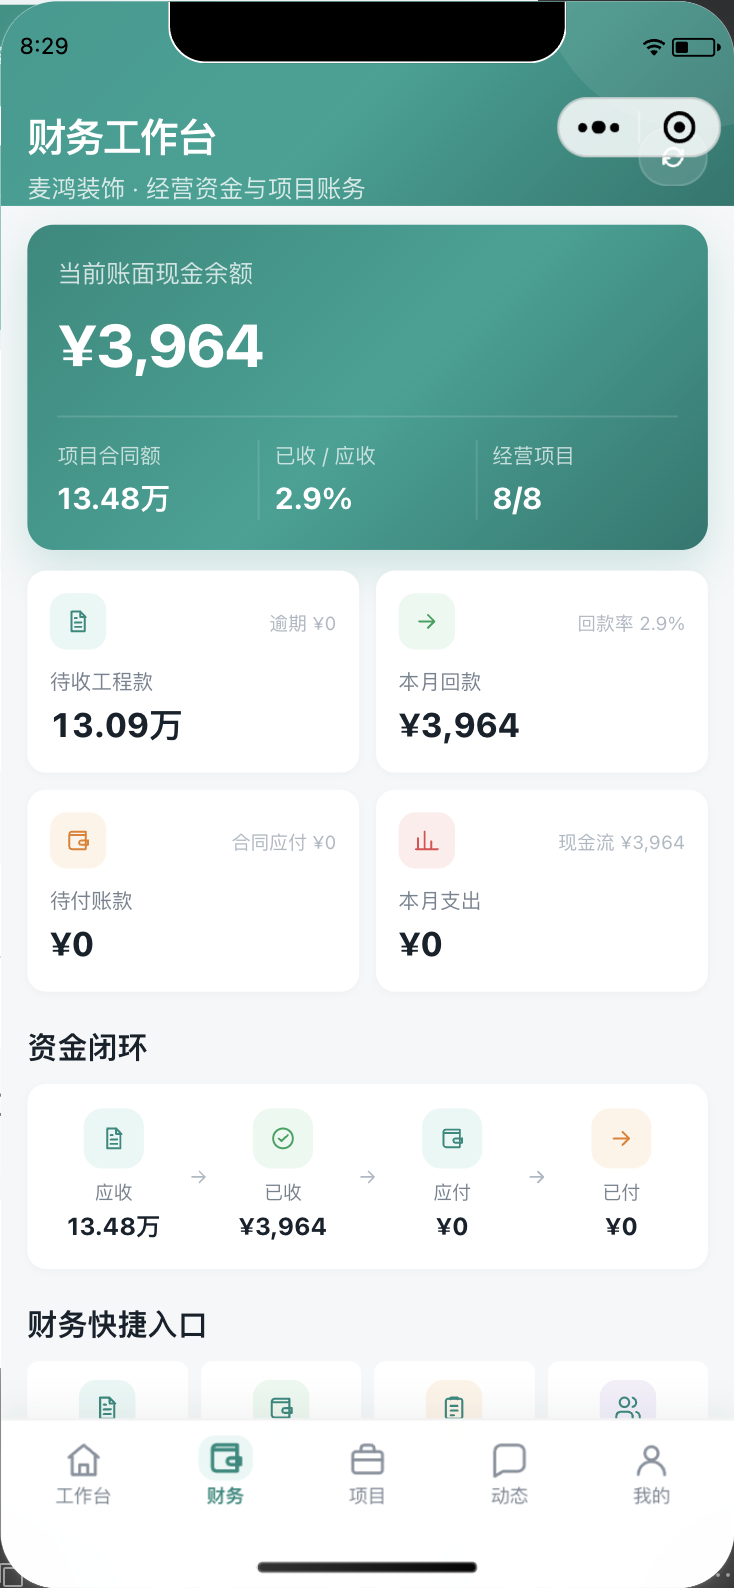 8:29
财务工作台
麦鸿装饰 · 经营资金与项目账务
当前账面现金余额
¥3,964
项目合同额
13.48万
已收 / 应收
2.9%
经营项目
8/8
逾期 ¥0
待收工程款
13.09万
回款率 2.9%
本月回款
¥3,964
合同应付 ¥0
待付账款
¥0
现金流 ¥3,964
本月支出
¥0
资金闭环
应收
13.48万
已收
¥3,964
应付
¥0
已付
¥0
财务快捷入口
工作台
财务
项目
动态
我的